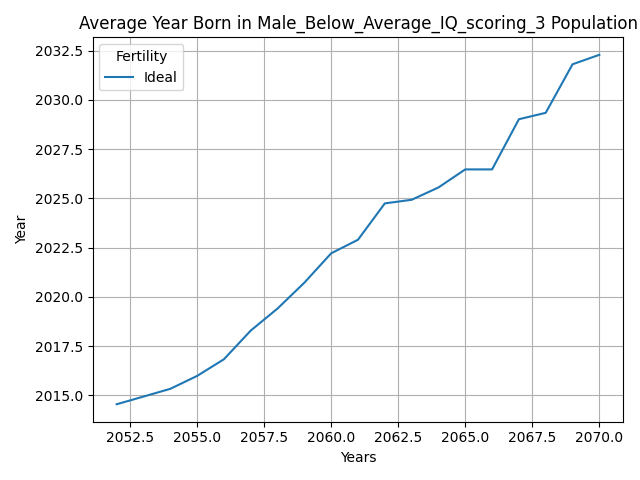 Average Year Born in Male_Below_Average_IQ_scoring_3 Population
Fertility
Ideal
2032.5
2030.0
2027.5
2025.0
2022.5
2020.0
2017.5
2015.0
Year
2052.5 2055.0 2057.5 2060.0 2062.5 2065.0 2067.5 2070.0
Years